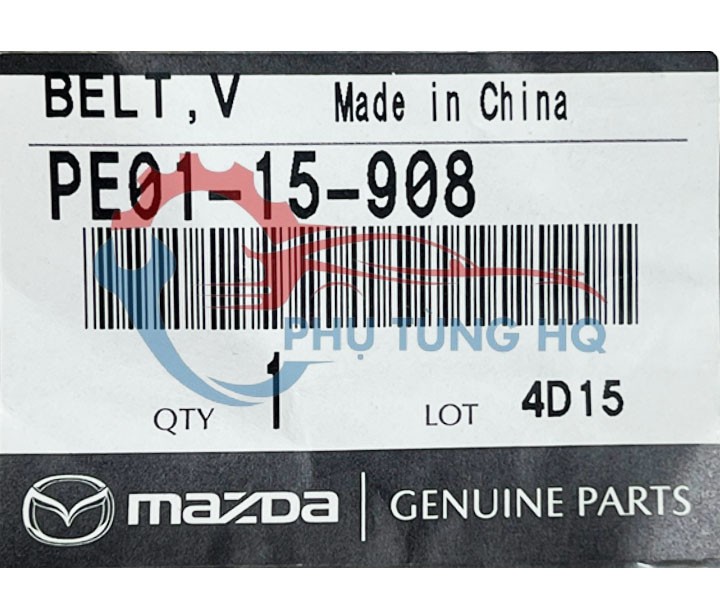 BELT, V Made in China
PE01-15-908
PHỤ TÙNG HQ
QTY 1 LOT 4D15
mazda GENUINE PARTS